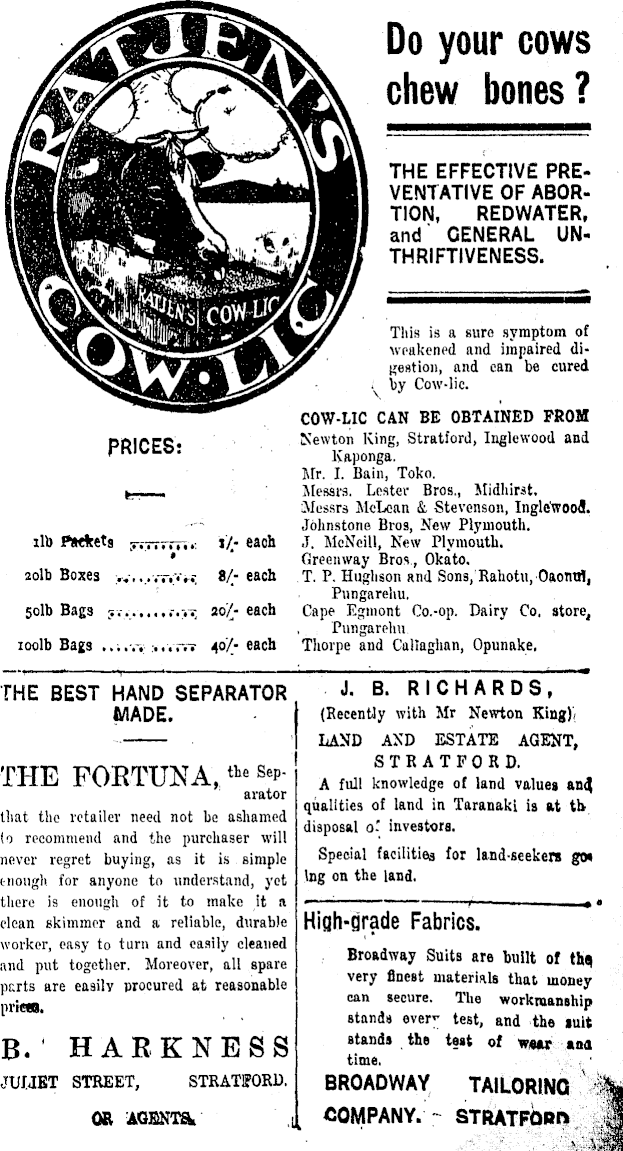 RATJEN'S
COW·LIC
RATJEN'S COW-LIC
Do your cows
chew bones?
THE EFFECTIVE PRE-
VENTATIVE OF ABOR-
TION, REDWATER,
and GENERAL UN-
THRIFTIVENESS.
This is a sure symptom of
weakened and impaired di-
gestion, and can be cured
by Cow-lic.
PRICES:
1lb Packets ......... 1/- each
20lb Boxes ......... 8/- each
50lb Bags ......... 20/- each
100lb Bags ............ 40/- each
COW-LIC CAN BE OBTAINED FROM
Newton King, Stratford, Inglewood and
Kaponga.
Mr. I. Bain, Toko.
Messrs. Lester Bros., Midhirst.
Messrs McLean & Stevenson, Inglewood.
Johnstone Bros, New Plymouth.
J. McNeill, New Plymouth.
Greenway Bros., Okato.
T. P. Hughson and Sons, Rahotu, Oaonui,
Pungarehu.
Cape Egmont Co.-op. Dairy Co. store,
Pungarehu
Thorpe and Callaghan, Opunake.
THE BEST HAND SEPARATOR
MADE.
THE FORTUNA, the Sep-
arator
that the retailer need not be ashamed
to recommend and the purchaser will
never regret buying, as it is simple
enough for anyone to understand, yet
there is enough of it to make it a
clean skimmer and a reliable, durable
worker, easy to turn and easily cleaned
and put together. Moreover, all spare
parts are easily procured at reasonable
prices.
B. HARKNESS
JULIET STREET, STRATFORD.
OR AGENTS.
J. B. RICHARDS,
(Recently with Mr Newton King)
LAND AND ESTATE AGENT,
STRATFORD.
A full knowledge of land values and
qualities of land in Taranaki is at th
disposal of investors.
Special facilities for land-seekers go
ing on the land.
High-grade Fabrics.
Broadway Suits are built of the
very finest materials that money
can secure. The workmanship
stands every test, and the suit
stands the test of wear and
time.
BROADWAY TAILORING
COMPANY. - STRATFORD